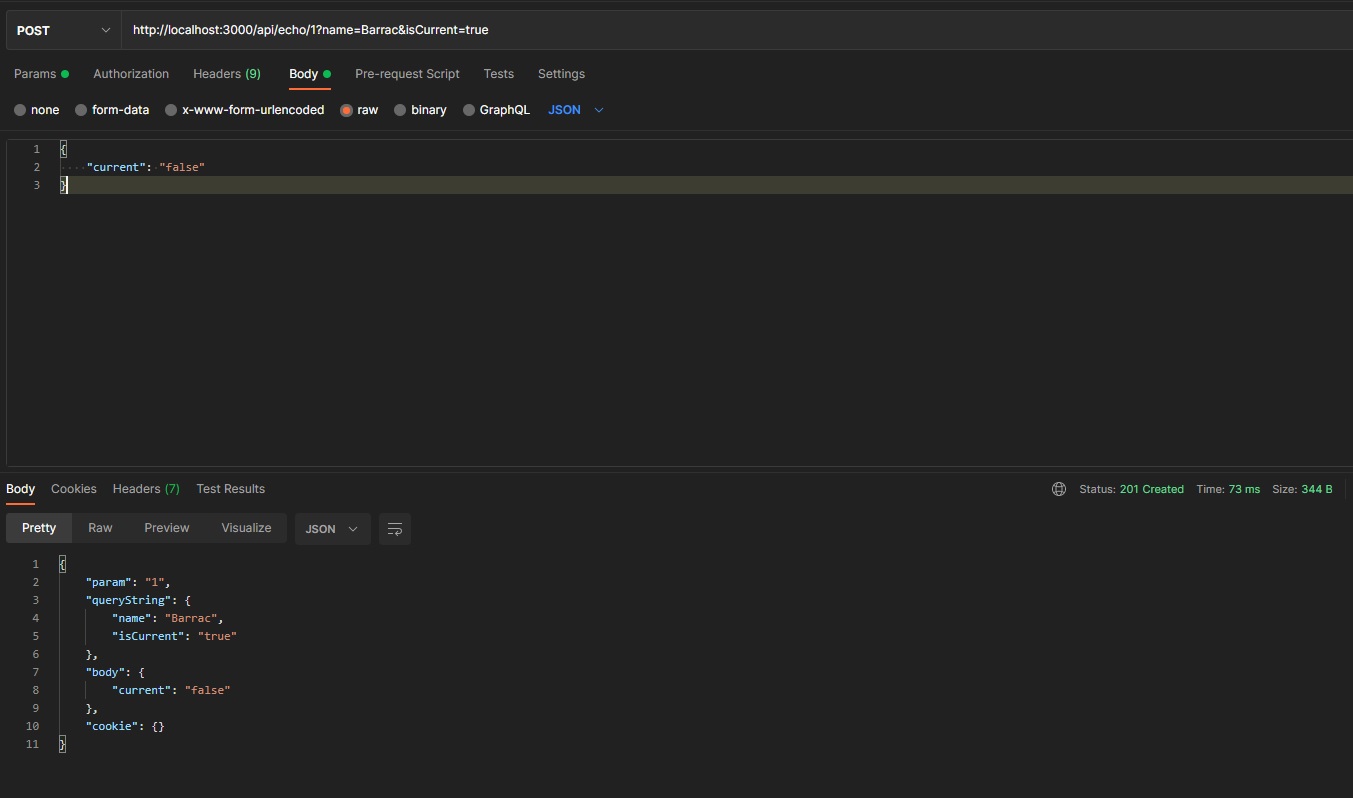 POST http://localhost:3000/api/echo/1?name=Barrac&isCurrent=true
Params Authorization Headers (9) Body Pre-request Script Tests Settings
none form-data x-www-form-urlencoded raw binary GraphQL JSON
1 {
2 ····"current":·"false"
3 }
Body Cookies Headers (7) Test Results Status: 201 Created Time: 73 ms Size: 344 B
Pretty Raw Preview Visualize JSON
1 {
2 "param": "1",
3 "queryString": {
4 "name": "Barrac",
5 "isCurrent": "true"
6 },
7 "body": {
8 "current": "false"
9 },
10 "cookie": {}
11 }